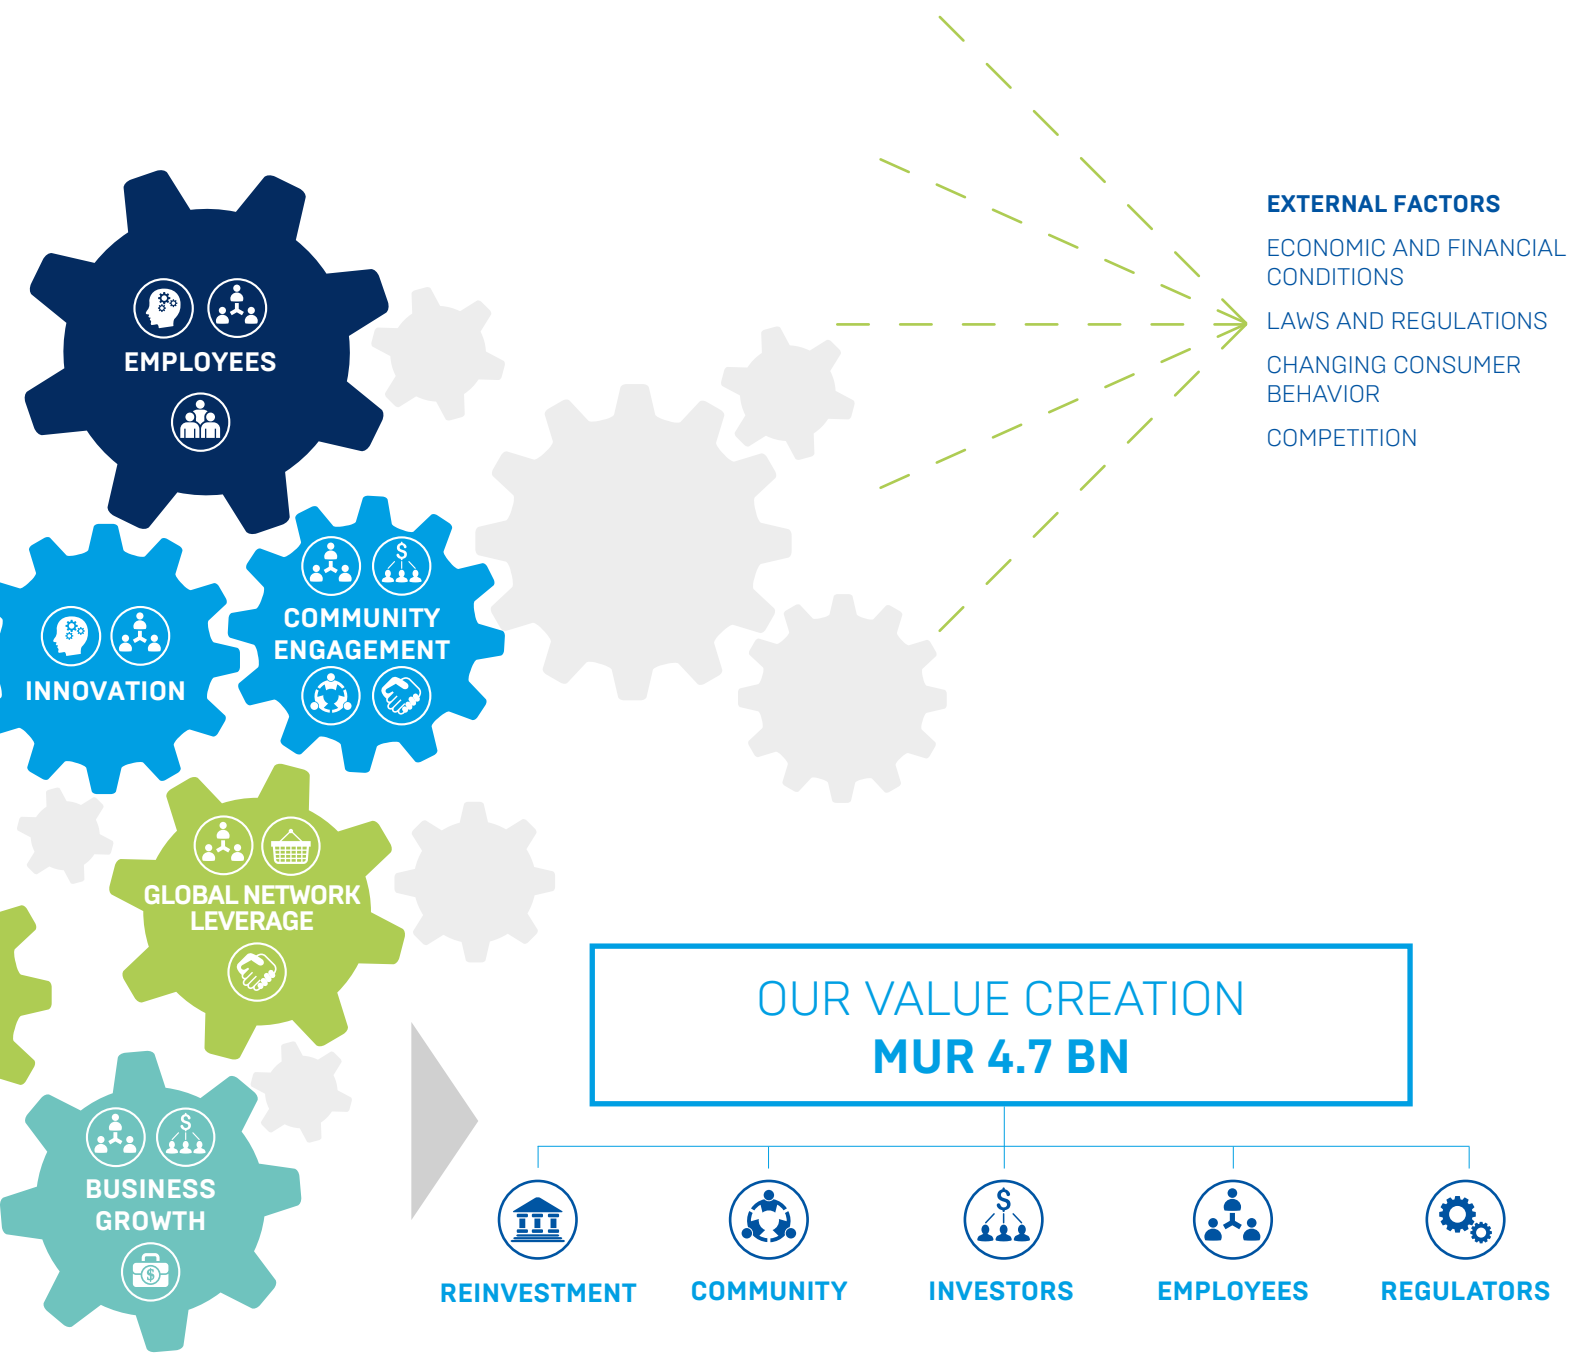 EXTERNAL FACTORS
ECONOMIC AND FINANCIAL
CONDITIONS
LAWS AND REGULATIONS
CHANGING CONSUMER
BEHAVIOR
COMPETITION
EMPLOYEES
COMMUNITY
ENGAGEMENT
INNOVATION
GLOBAL NETWORK
LEVERAGE
BUSINESS
GROWTH
OUR VALUE CREATION
MUR 4.7 BN
REINVESTMENT
COMMUNITY
INVESTORS
EMPLOYEES
REGULATORS